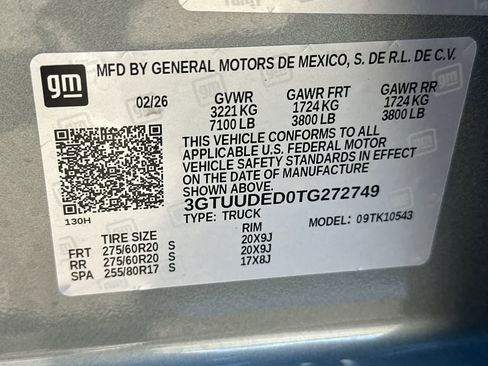 gm
MFD BY GENERAL MOTORS DE MEXICO, S. DE R.L. DE C.V.
02/26 GVWR GAWR FRT GAWR RR
3221 KG 1724 KG 1724 KG
7100 LB 3800 LB 3800 LB
THIS VEHICLE CONFORMS TO ALL
APPLICABLE U.S. FEDERAL MOTOR
VEHICLE SAFETY STANDARDS IN EFFECT
ON THE DATE OF MANUFACTURE
SHOWN ABOVE.
3GTUUDED0TG272749
TYPE: TRUCK MODEL: 09TK10543
130H
TIRE SIZE RIM
FRT 275/60R20 S 20X9J
RR 275/60R20 S 20X9J
SPA 255/80R17 S 17X8J